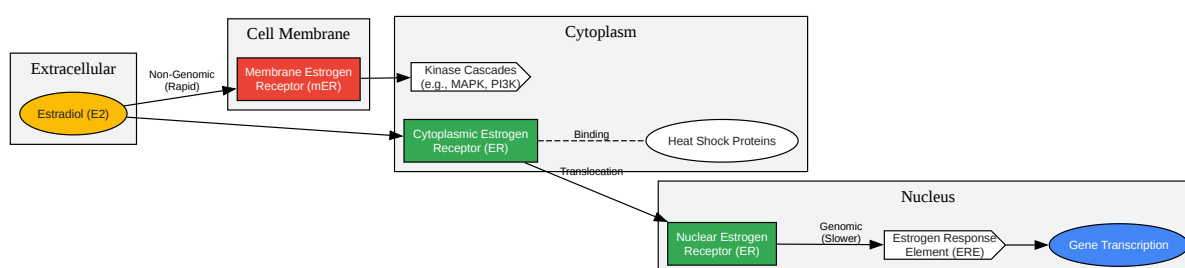 Extracellular
Estradiol (E2)
Non-Genomic
(Rapid)
Cell Membrane
Membrane Estrogen
Receptor (mER)
Cytoplasm
Kinase Cascades
(e.g., MAPK, PI3K)
Cytoplasmic Estrogen
Receptor (ER)
Binding
Heat Shock Proteins
Translocation
Nucleus
Nuclear Estrogen
Receptor (ER)
Genomic
(Slower)
Estrogen Response
Element (ERE)
Gene Transcription